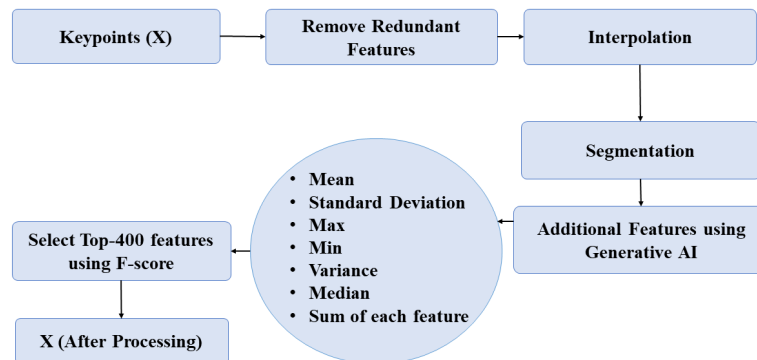 Keypoints (X)
Remove Redundant
Features
Interpolation
Segmentation
Additional Features using
Generative AI
• Mean
• Standard Deviation
• Max
• Min
• Variance
• Median
• Sum of each feature
Select Top-400 features
using F-score
X (After Processing)